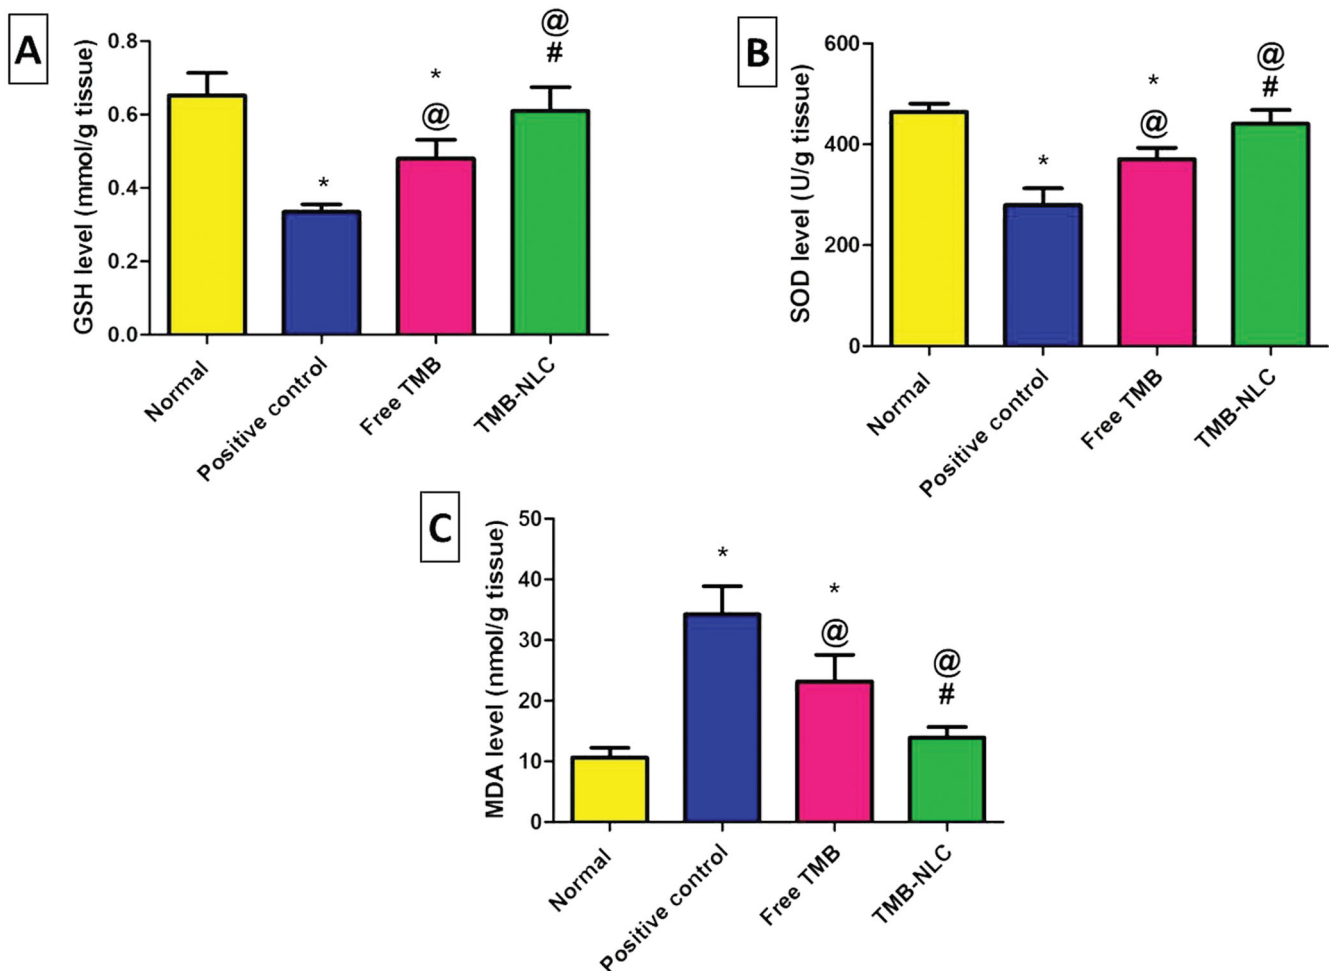 A
GSH level (mmol/g tissue)
0.8
0.6
0.4
0.2
0.0
*
*
@
@
#
Normal
Positive control
Free TMB
TMB-NLC
B
SOD level (U/g tissue)
600
400
200
0
*
*
@
@
#
Normal
Positive control
Free TMB
TMB-NLC
C
MDA level (nmol/g tissue)
50
40
30
20
10
0
*
*
@
@
#
Normal
Positive control
Free TMB
TMB-NLC